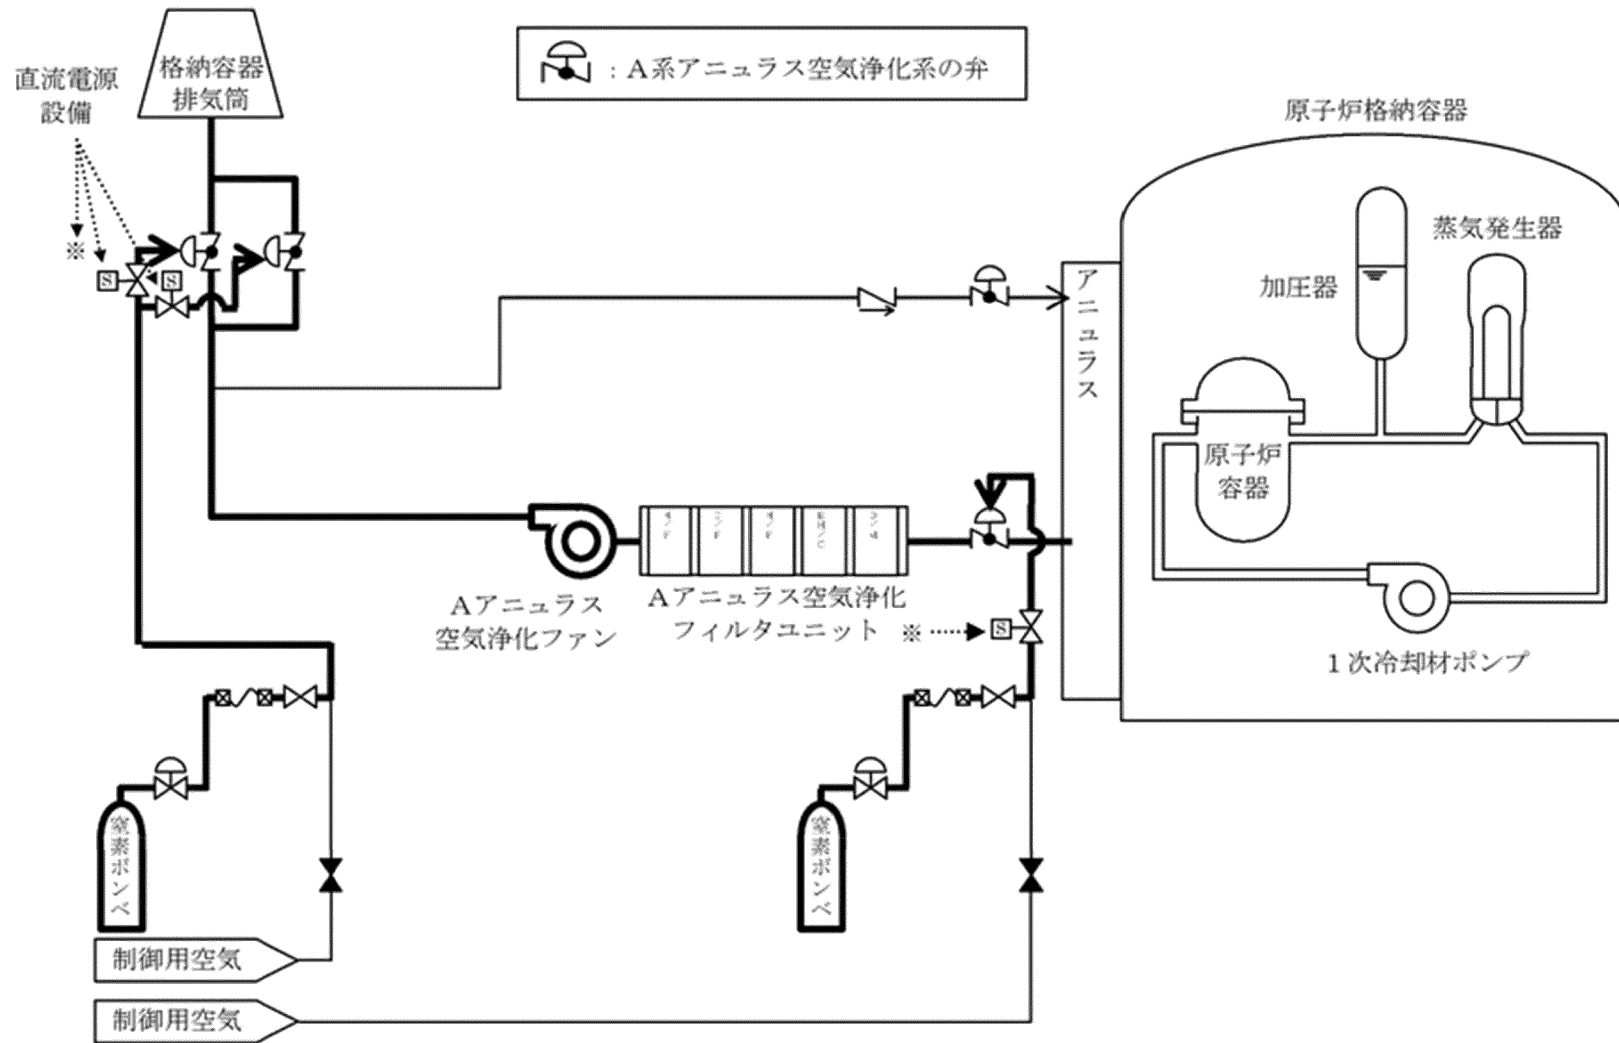 格納容器
排気筒
直流電源
設備
※
S
S
：A系アニュラス空気浄化系の弁
原子炉格納容器
加圧器
蒸気発生器
アニュラス
原子炉
容器
1次冷却材ポンプ
Aアニュラス
空気浄化ファン
Aアニュラス空気浄化
フィルタユニット
※
S
窒素ボンベ
窒素ボンベ
制御用空気
制御用空気